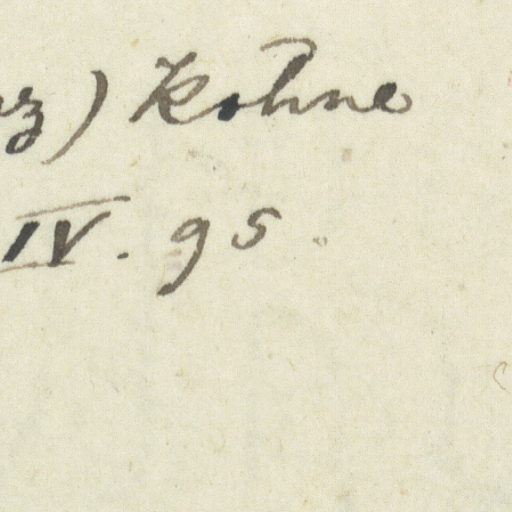 z) Kohne
IV. 95.